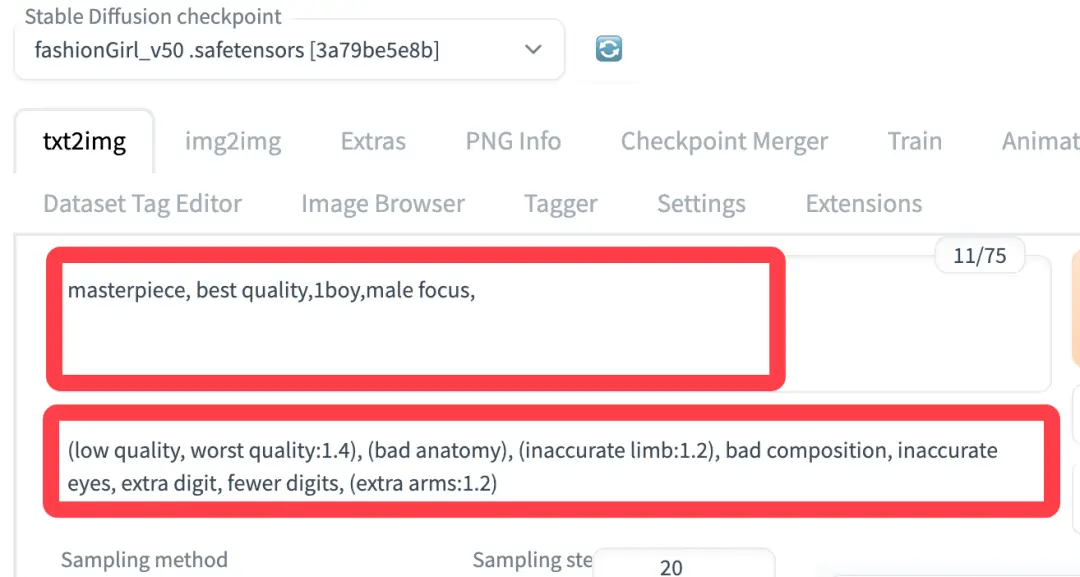 Stable Diffusion checkpoint
fashionGirl_v50 .safetensors [3a79be5e8b]
txt2img img2img Extras PNG Info Checkpoint Merger Train Animat
Dataset Tag Editor Image Browser Tagger Settings Extensions
11/75
masterpiece, best quality,1boy,male focus,
(low quality, worst quality:1.4), (bad anatomy), (inaccurate limb:1.2), bad composition, inaccurate
eyes, extra digit, fewer digits, (extra arms:1.2)
Sampling method Sampling ste 20